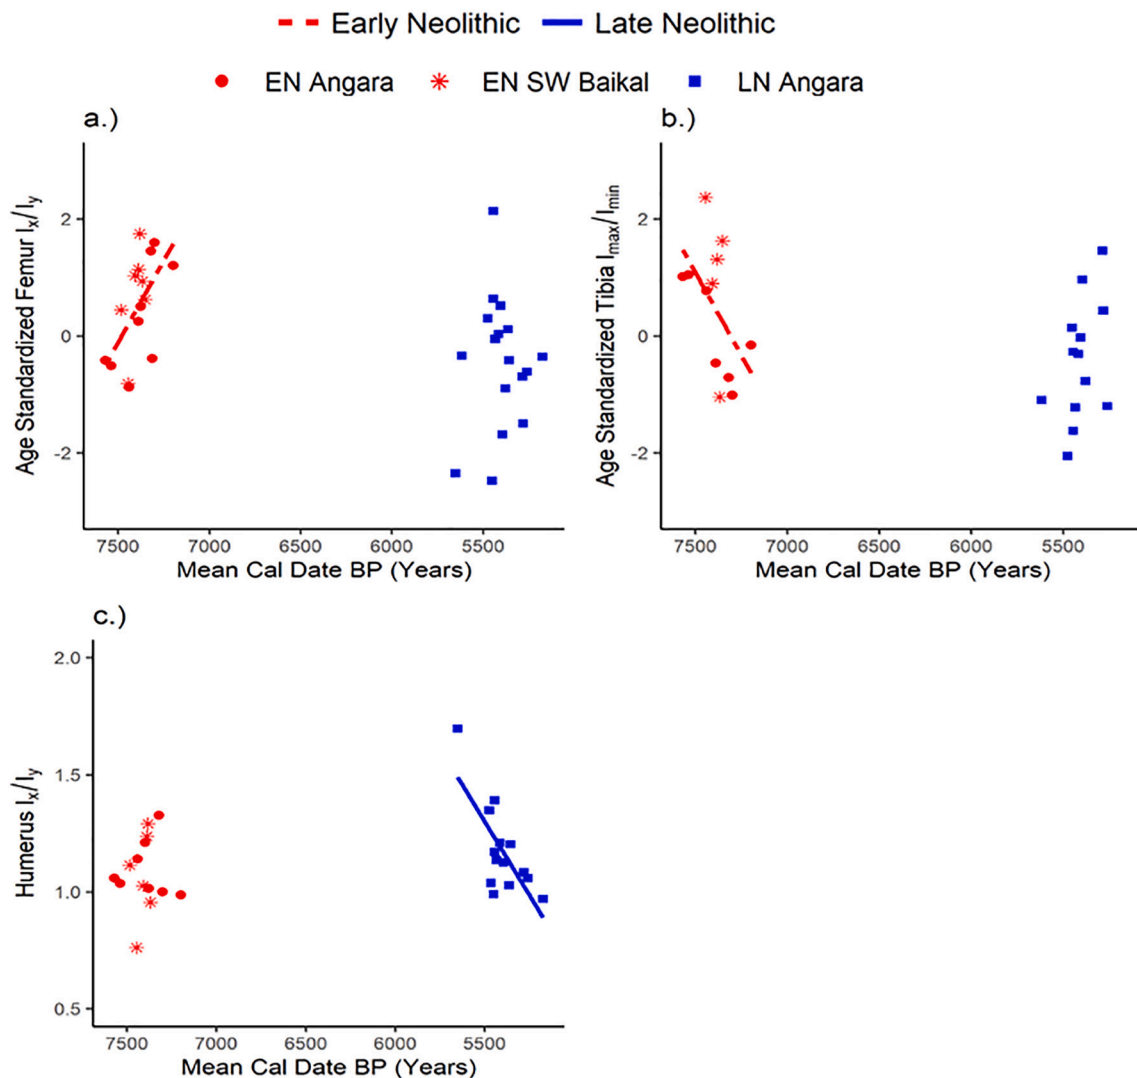 Early Neolithic Late Neolithic
EN Angara EN SW Baikal LN Angara
a.)
Age Standardized Femur Ix/Iy
2
0
-2
7500 7000 6500 6000 5500
Mean Cal Date BP (Years)
b.)
Age Standardized Tibia Imax/Imin
2
0
-2
7500 7000 6500 6000 5500
Mean Cal Date BP (Years)
c.)
Humerus Ix/Iy
2.0
1.5
1.0
0.5
7500 7000 6500 6000 5500
Mean Cal Date BP (Years)